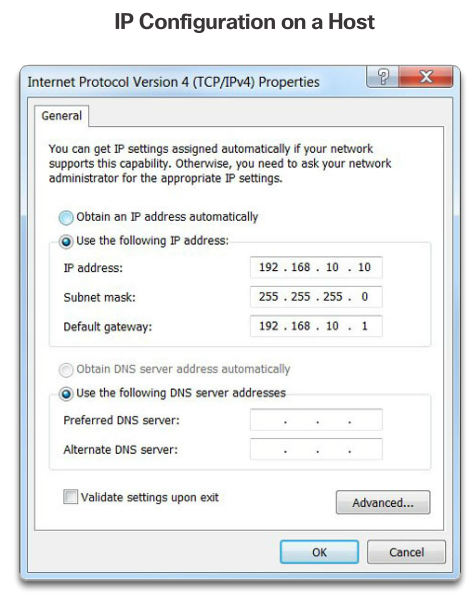 IP Configuration on a Host
Internet Protocol Version 4 (TCP/IPv4) Properties
General
You can get IP settings assigned automatically if your network
supports this capability. Otherwise, you need to ask your network
administrator for the appropriate IP settings.
Obtain an IP address automatically
Use the following IP address:
IP address: 192 . 168 . 10 . 10
Subnet mask: 255 . 255 . 255 . 0
Default gateway: 192 . 168 . 10 . 1
Obtain DNS server address automatically
Use the following DNS server addresses
Preferred DNS server: . . .
Alternate DNS server: . . .
Validate settings upon exit
Advanced...
OK Cancel